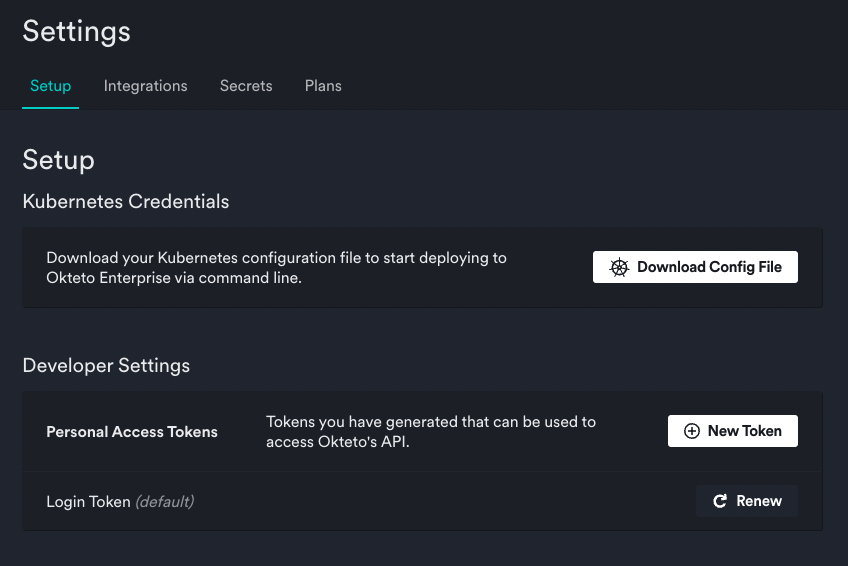 Settings
Setup Integrations Secrets Plans
Setup
Kubernetes Credentials
Download your Kubernetes configuration file to start deploying to
Okteto Enterprise via command line.
Download Config File
Developer Settings
Personal Access Tokens
Tokens you have generated that can be used to
access Okteto's API.
New Token
Login Token (default)
Renew